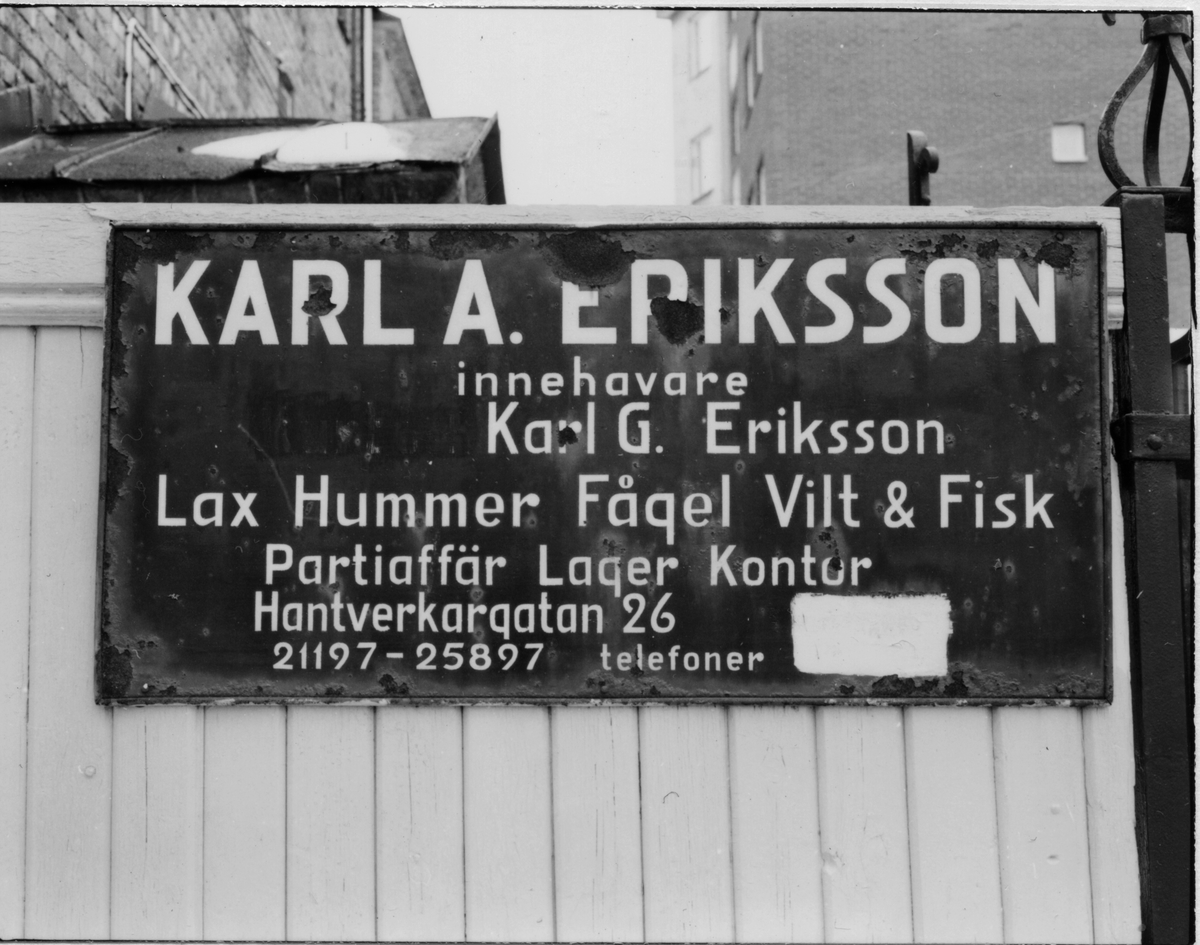 KARL A. ERIKSSON
innehavare
Karl G. Eriksson
Lax Hummer Fågel Vilt & Fisk
Partiaffär Lager Kontor
Hantverkargatan 26
21197-25897 telefoner